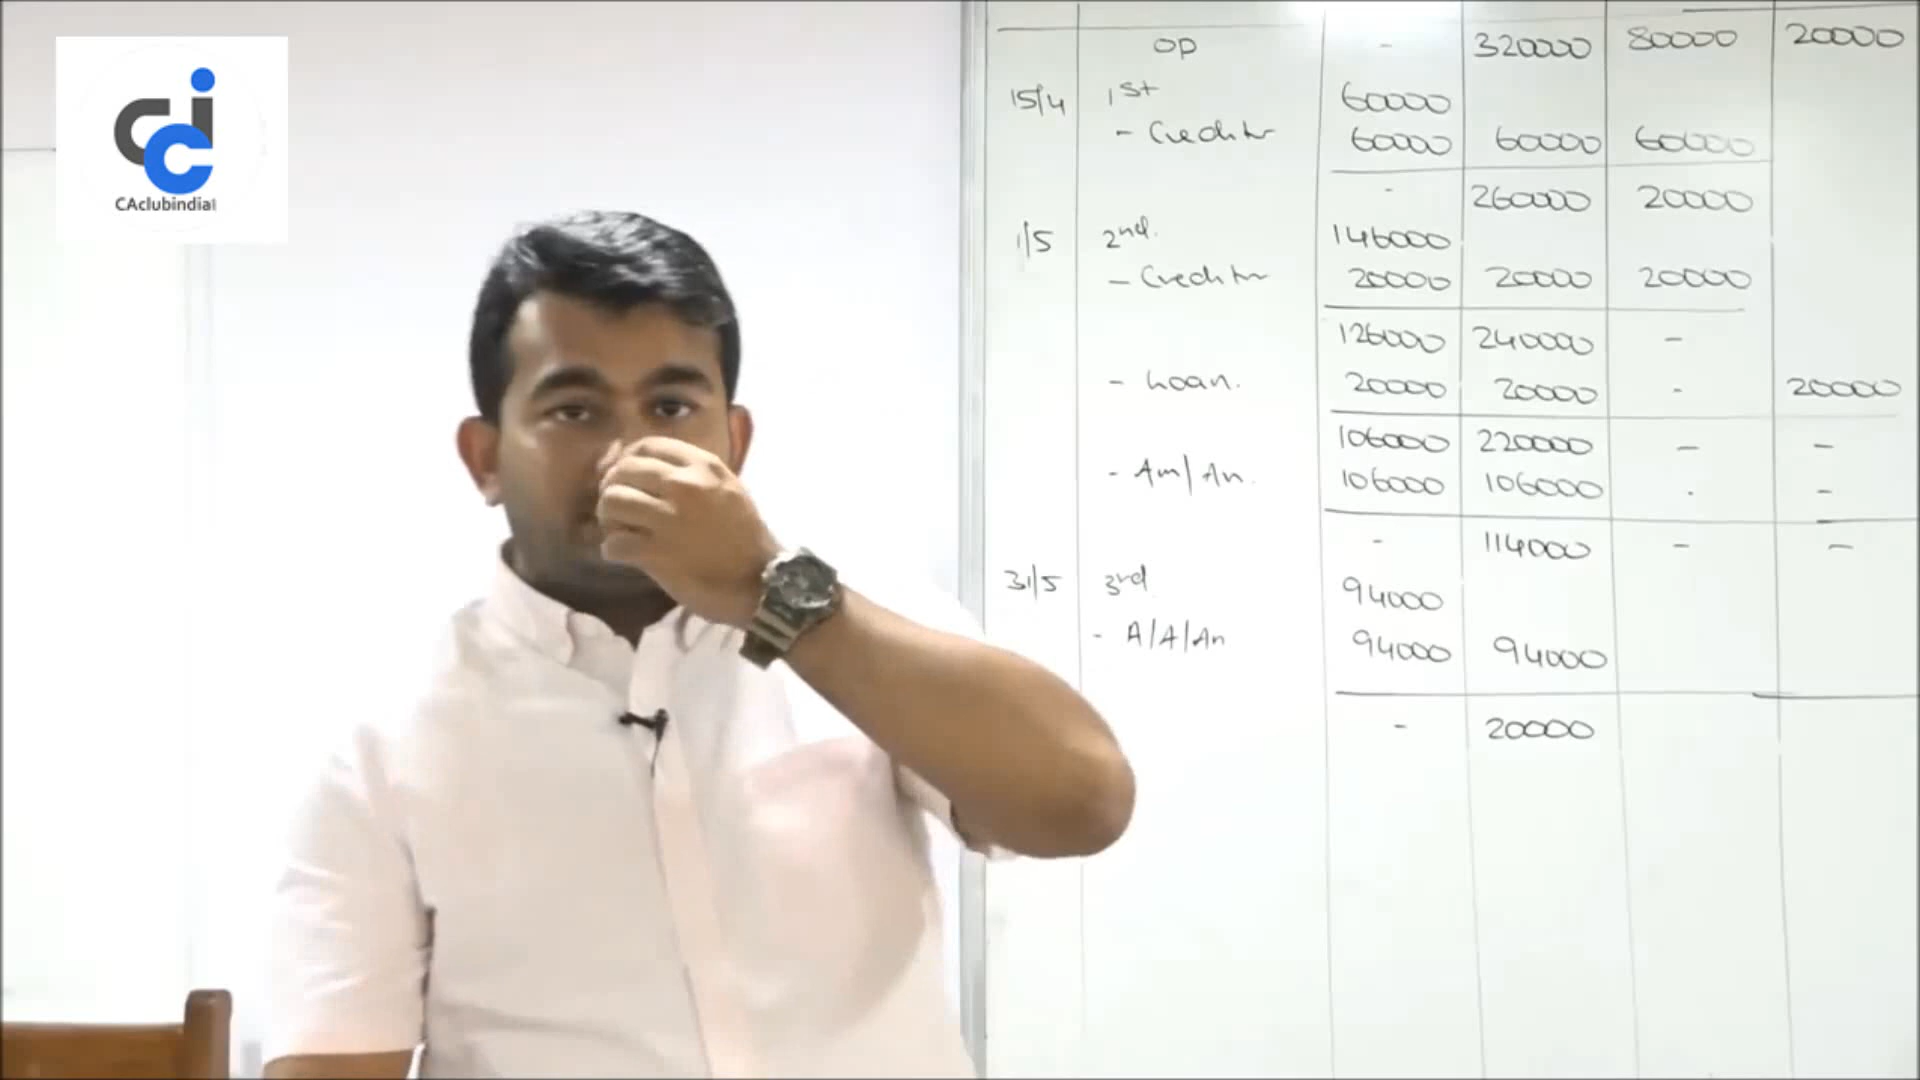 CAclubindia
OP - 320000 80000 20000
15/4 1st 60000
- Creditor 60000 60000 60000
- 260000 20000
1/5 2nd. 146000
- Creditor 20000 20000 20000
126000 240000 -
- Loan. 20000 20000 - 20000
106000 220000 - -
- Am/An. 106000 106000 . -
- 114000 - -
31/5 3rd 94000
- A/A/An 94000 94000
- 20000